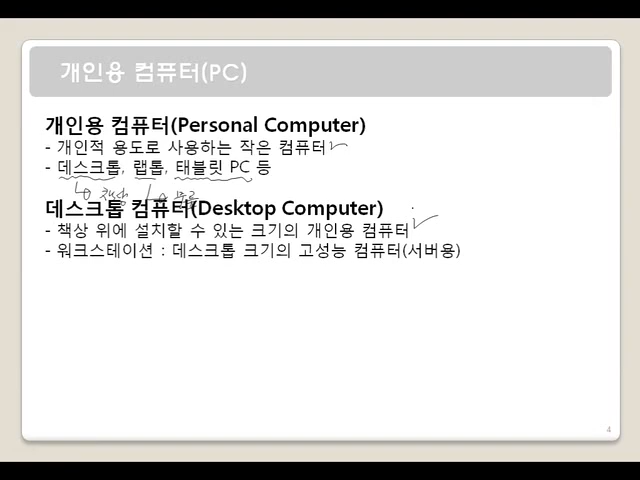 개인용 컴퓨터(PC)
개인용 컴퓨터(Personal Computer)
- 개인적 용도로 사용하는 작은 컴퓨터
- 데스크톱, 랩톱, 태블릿 PC 등
책상 무릎
데스크톱 컴퓨터(Desktop Computer)
- 책상 위에 설치할 수 있는 크기의 개인용 컴퓨터
- 워크스테이션 : 데스크톱 크기의 고성능 컴퓨터(서버용)
4